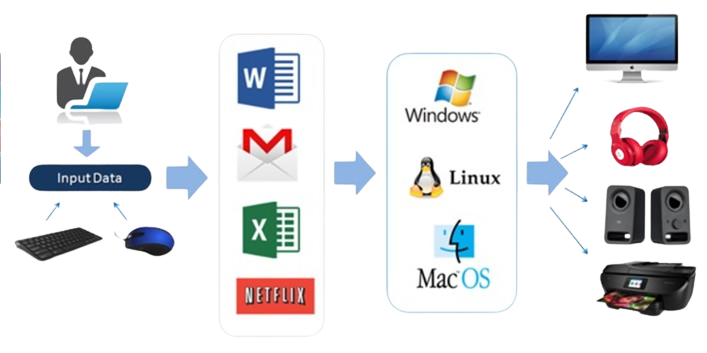 Input Data
W
X
NETFLIX
Windows
Linux
Mac OS